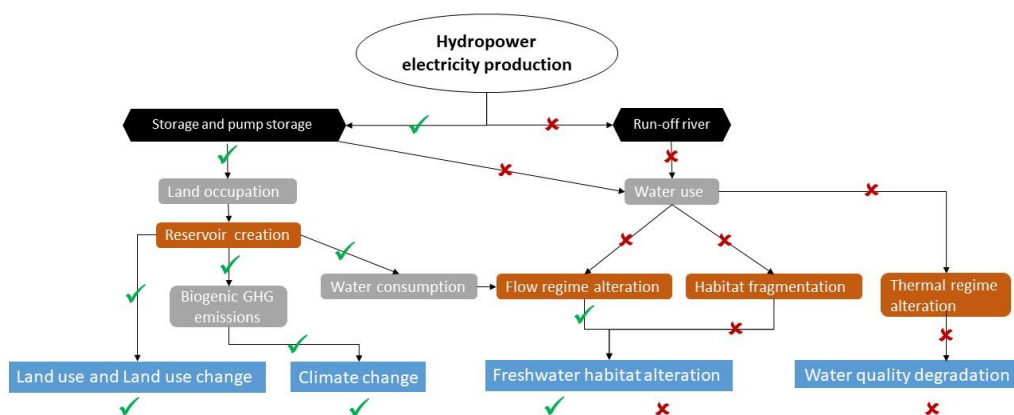 Hydropower
electricity production
Storage and pump storage
Run-off river
Land occupation
Water use
Reservoir creation
Water consumption
Flow regime alteration
Habitat fragmentation
Thermal regime
alteration
Biogenic GHG
emissions
Land use and Land use change
Climate change
Freshwater habitat alteration
Water quality degradation